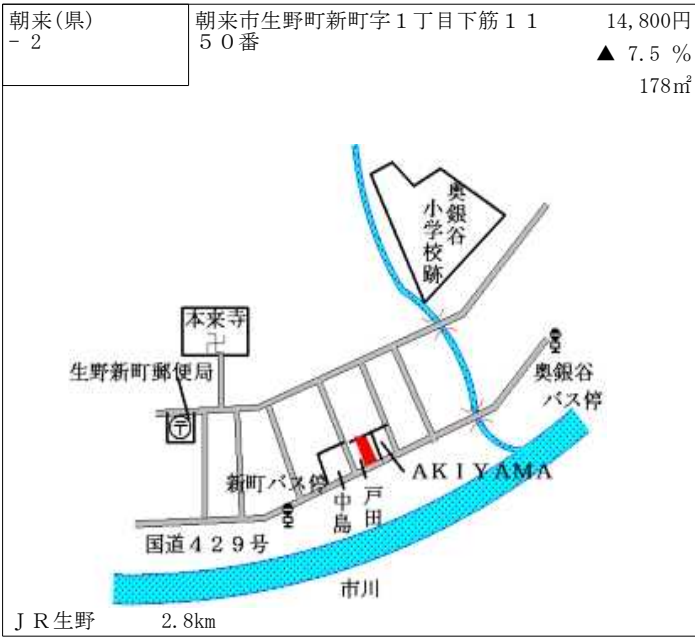 朝来(県)
- 2
朝来市生野町新町字１丁目下筋１１
５０番
14,800円
▲ 7.5 %
178㎡
奥銀谷
小学校跡
本来寺
卍
生野新町郵便局
〒
奥銀谷
バス停
新町バス停
中島
戸田
ＡＫＩＹＡＭＡ
国道４２９号
市川
ＪＲ生野 2.8km